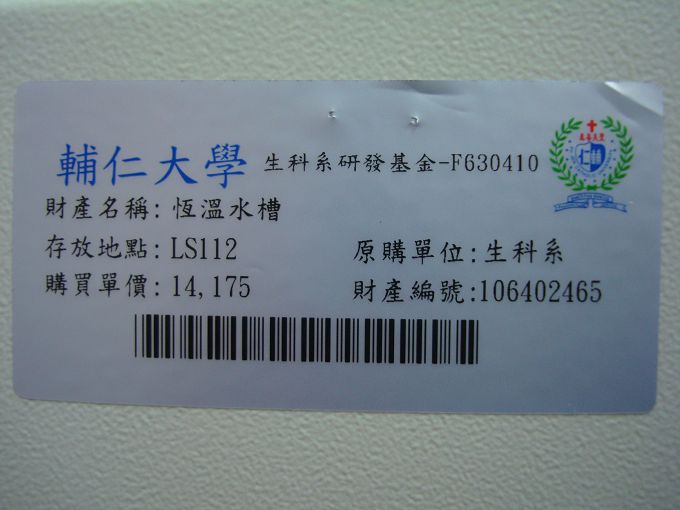 輔仁大學 生科系研發基金-F630410
財產名稱: 恆溫水槽
存放地點: LS112 原購單位: 生科系
購買單價: 14,175 財產編號:106402465